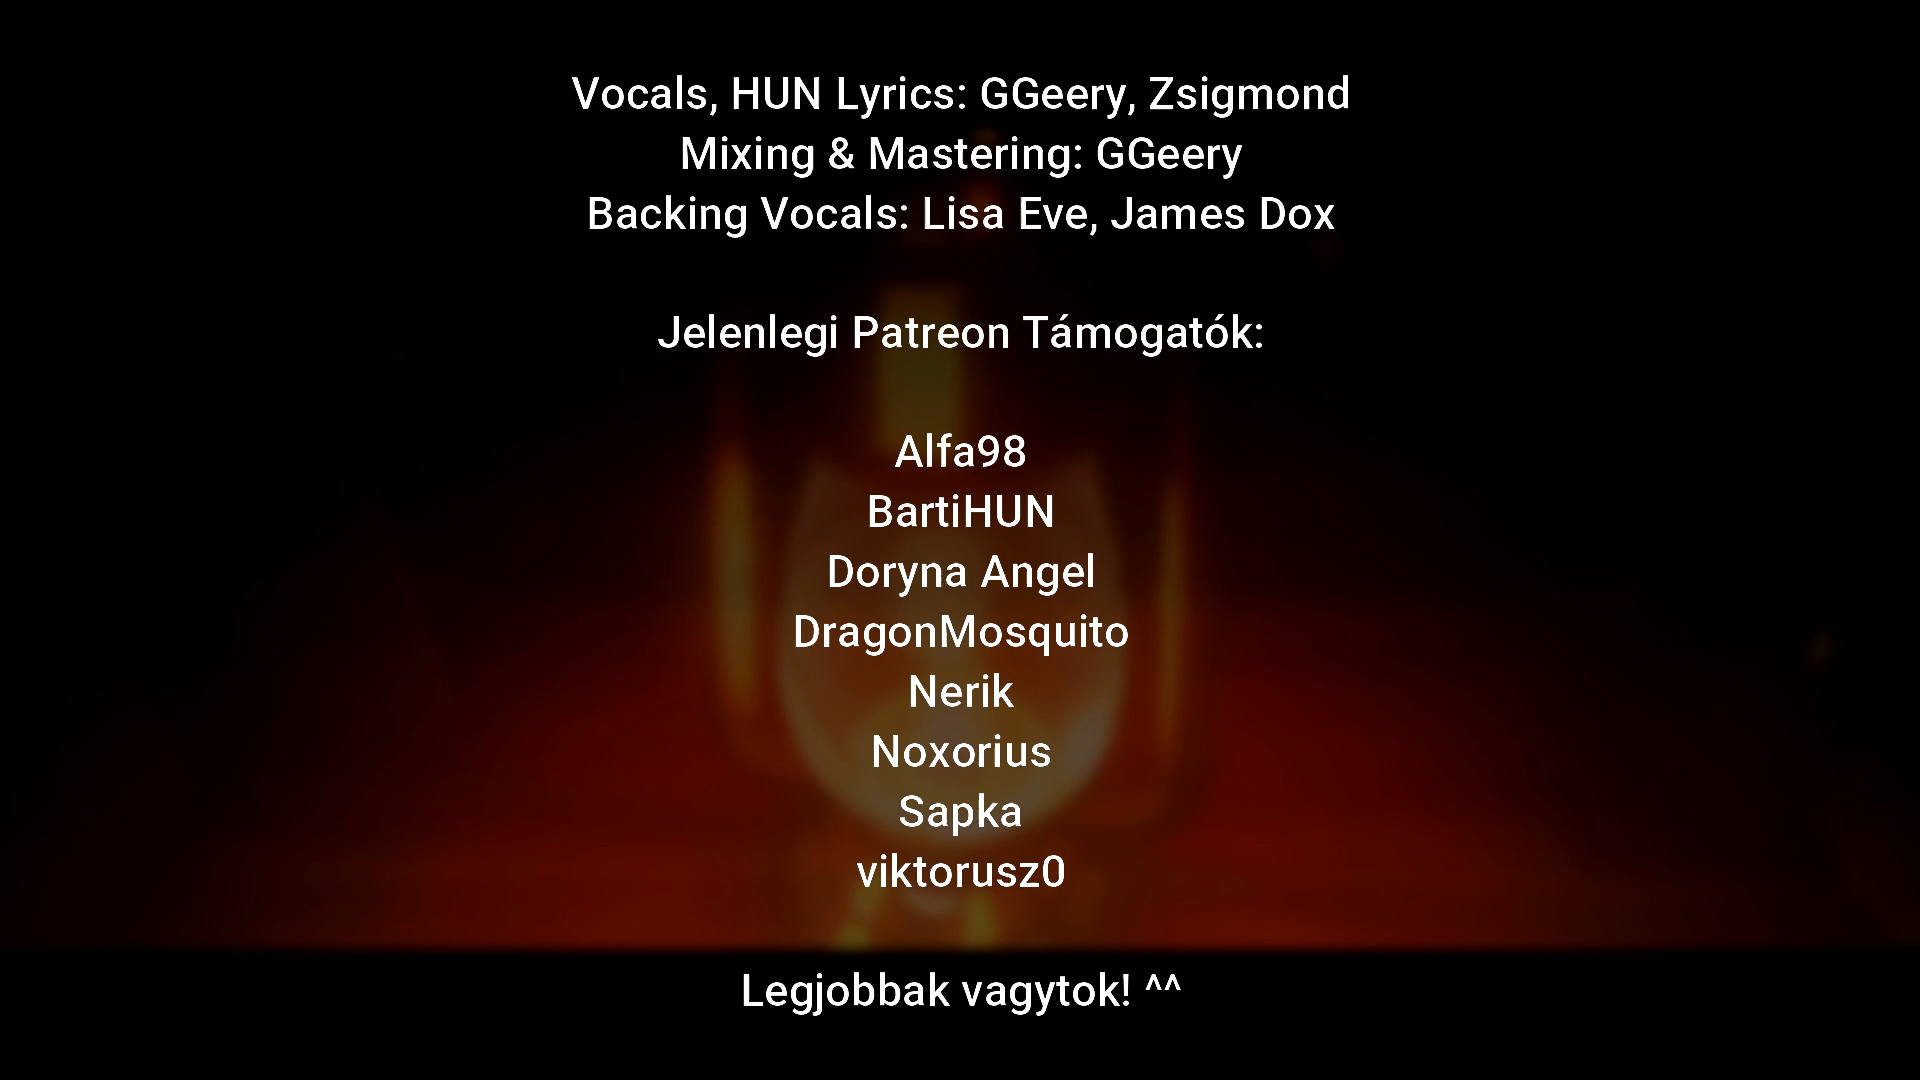 Vocals, HUN Lyrics: GGeery, Zsigmond
Mixing & Mastering: GGeery
Backing Vocals: Lisa Eve, James Dox
Jelenlegi Patreon Támogatók:
Alfa98
BartiHUN
Doryna Angel
DragonMosquito
Nerik
Noxorius
Sapka
viktorusz0
Legjobbak vagytok! ^^